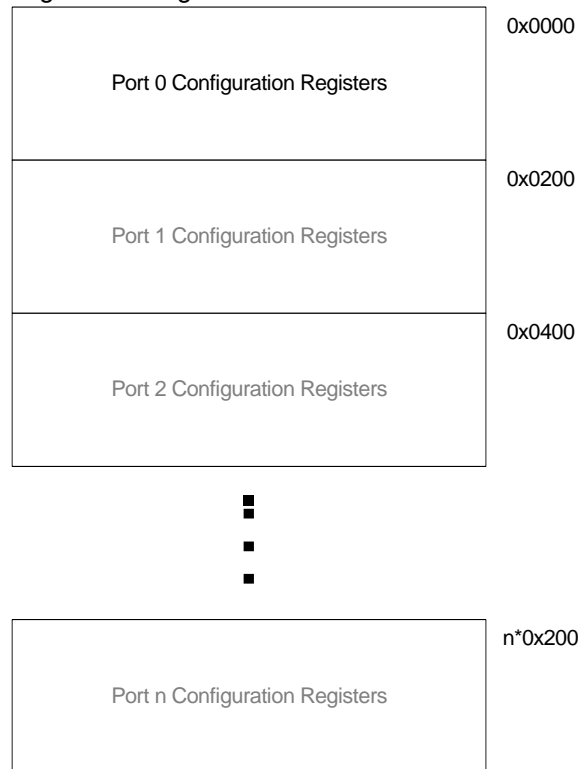 0x0000
Port 0 Configuration Registers
0x0200
Port 1 Configuration Registers
0x0400
Port 2 Configuration Registers
n*0x200
Port n Configuration Registers